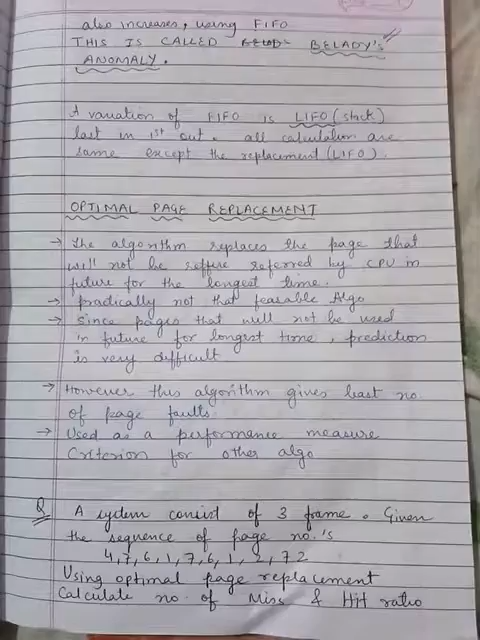 also increases, using FIFO
THIS IS CALLED BELADY's
ANOMALY.
A variation of FIFO is LIFO (stack)
last in 1st out. all calculation are
same except the replacement (LIFO).
OPTIMAL PAGE REPLACEMENT
→ The algorithm replaces the page that
will not be reffere referred by CPU in
future for the longest time.
→ practically not that feasable Algo
→ Since pages that will not be used
in future for longest time, prediction
is very difficult
→ However this algorithm gives least no.
of page faults.
→ Used as a performance measure
Criterion for other algo
Q A system consist of 3 frame. Given
the sequence of page no.'s
4,7,6,1,7,6,1,2,7 2
Using optimal page replacement
Calculate no. of Miss & Hit ratio